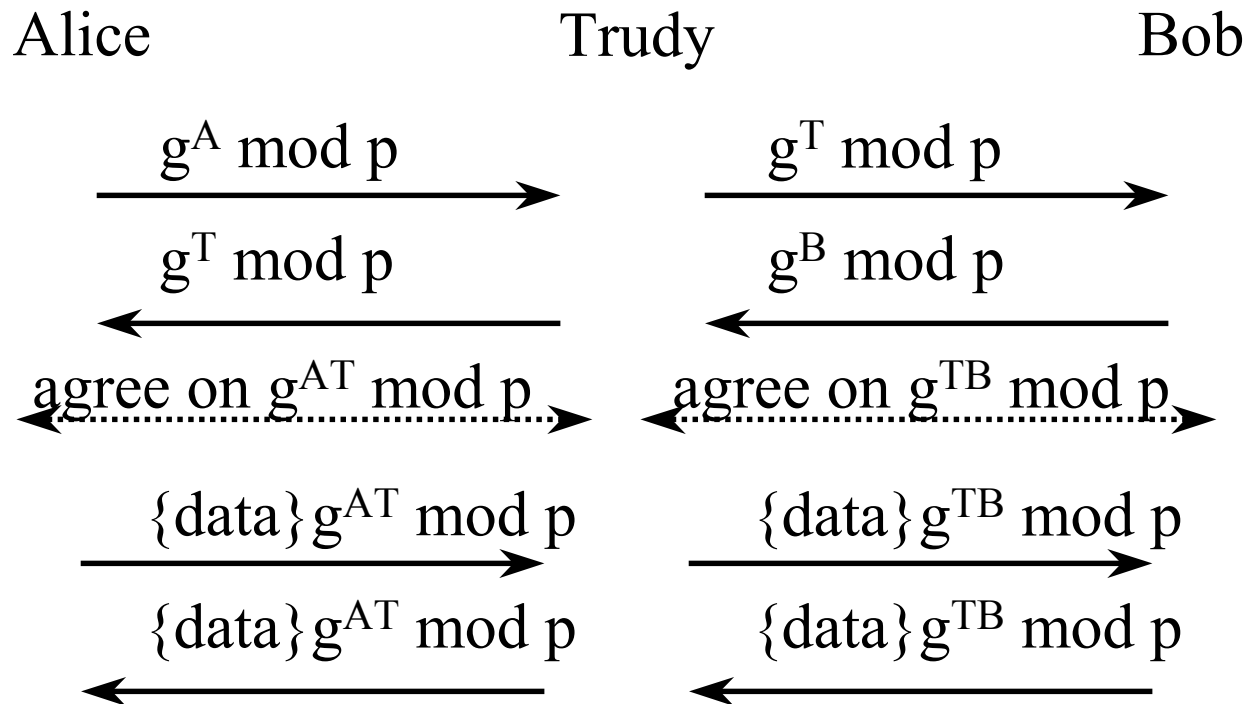 Alice Trudy Bob
g^A mod p g^T mod p
g^T mod p g^B mod p
agree on g^AT mod p agree on g^TB mod p
{data}g^AT mod p {data}g^TB mod p
{data}g^AT mod p {data}g^TB mod p